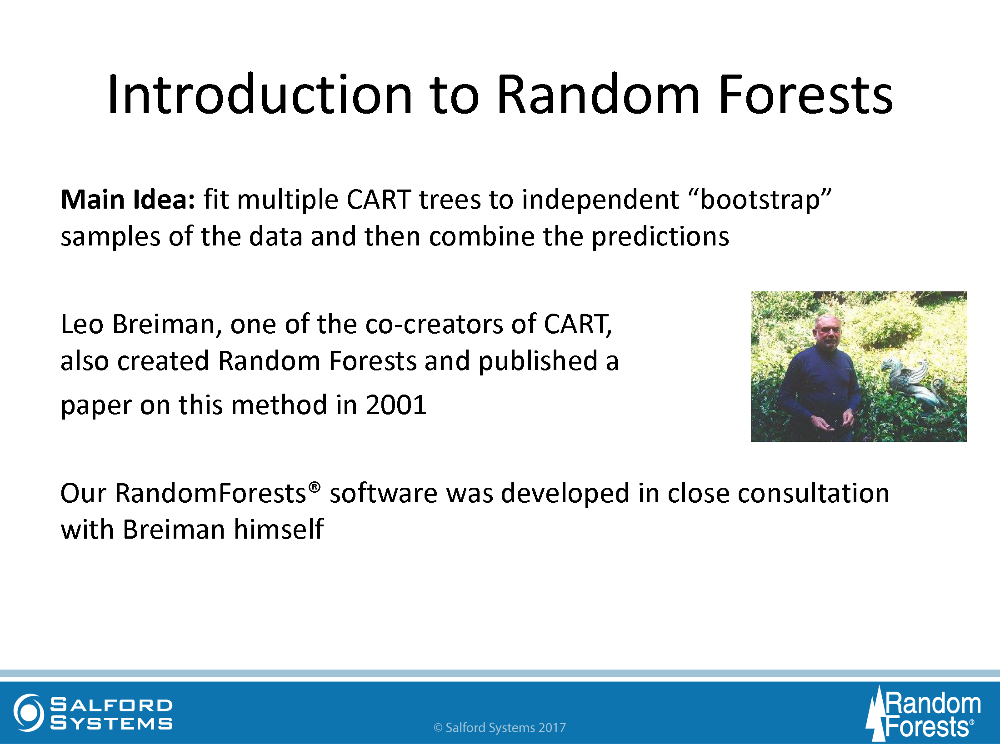 Introduction to Random Forests
Main Idea: fit multiple CART trees to independent “bootstrap”
samples of the data and then combine the predictions
Leo Breiman, one of the co-creators of CART,
also created Random Forests and published a
paper on this method in 2001
Our RandomForests® software was developed in close consultation
with Breiman himself
SALFORD
SYSTEMS
© Salford Systems 2017
Random
Forests®